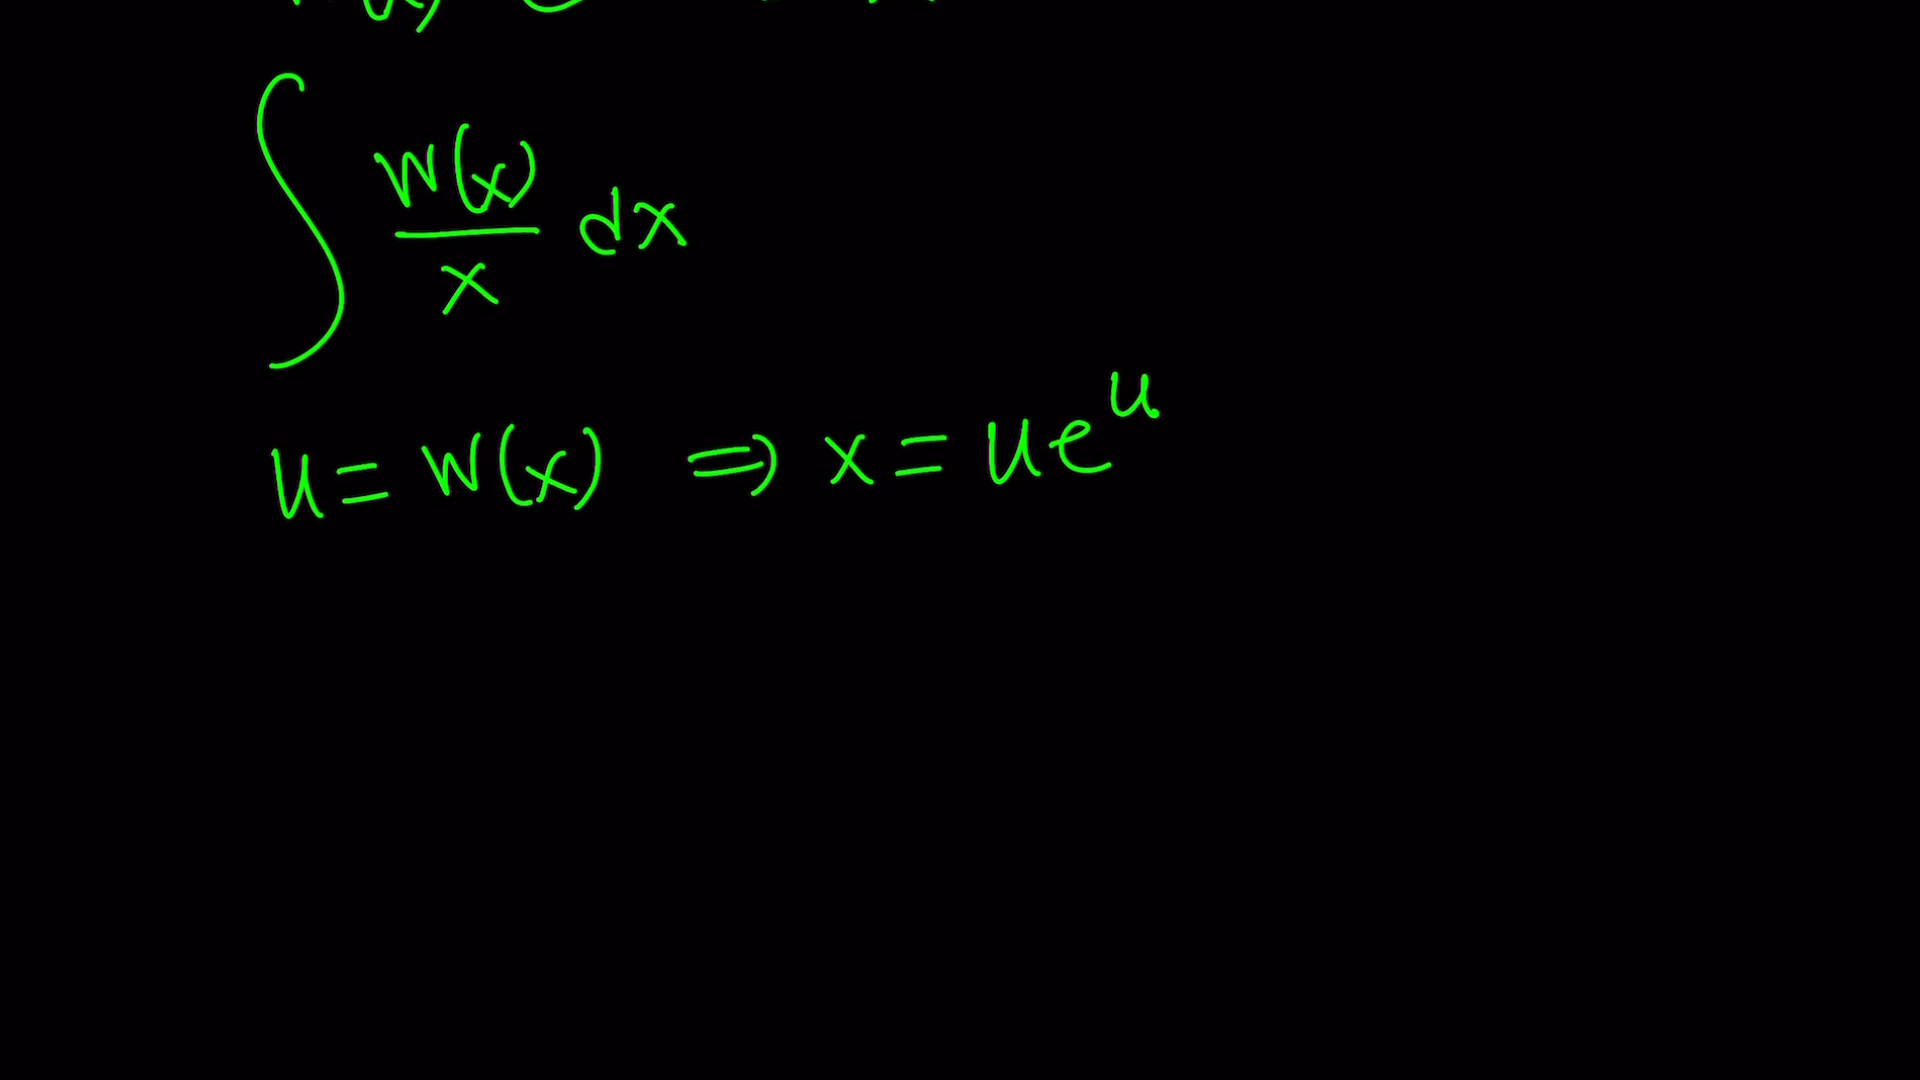 ∫ W(x)/x dx
u = W(x) ⇒ x = ue^u